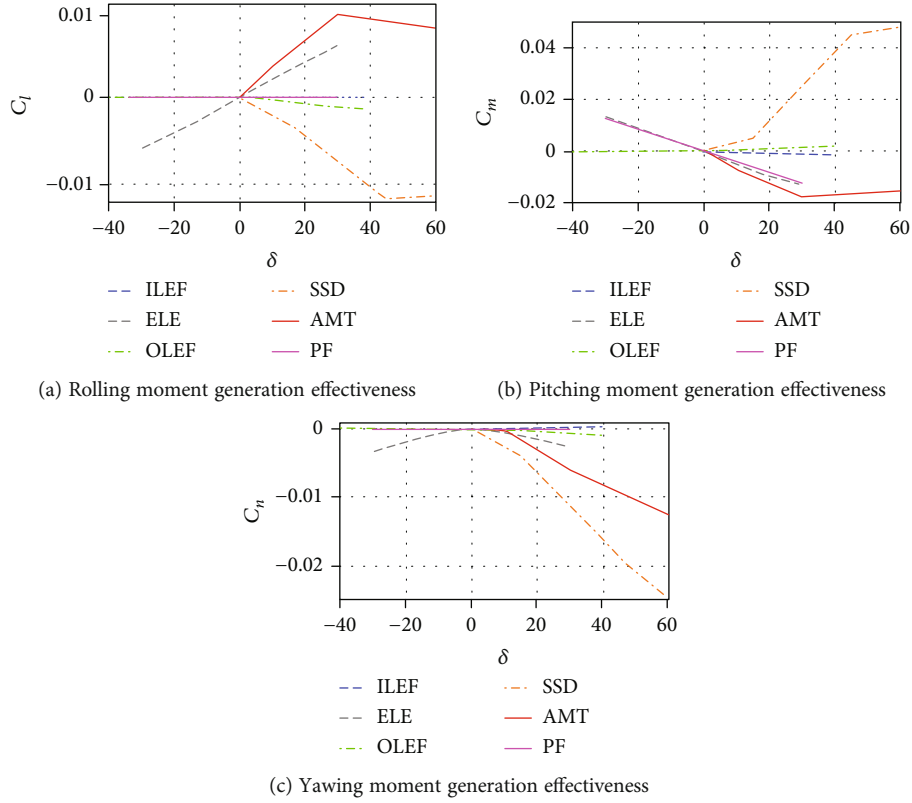 0.01
0
−0.01
C_l
−40 −20 0 20 40 60
δ
ILEF SSD
ELE AMT
OLEF PF
(a) Rolling moment generation effectiveness
0.04
0.02
0
−0.02
C_m
−40 −20 0 20 40 60
δ
ILEF SSD
ELE AMT
OLEF PF
(b) Pitching moment generation effectiveness
0
−0.01
−0.02
C_n
−40 −20 0 20 40 60
δ
ILEF SSD
ELE AMT
OLEF PF
(c) Yawing moment generation effectiveness